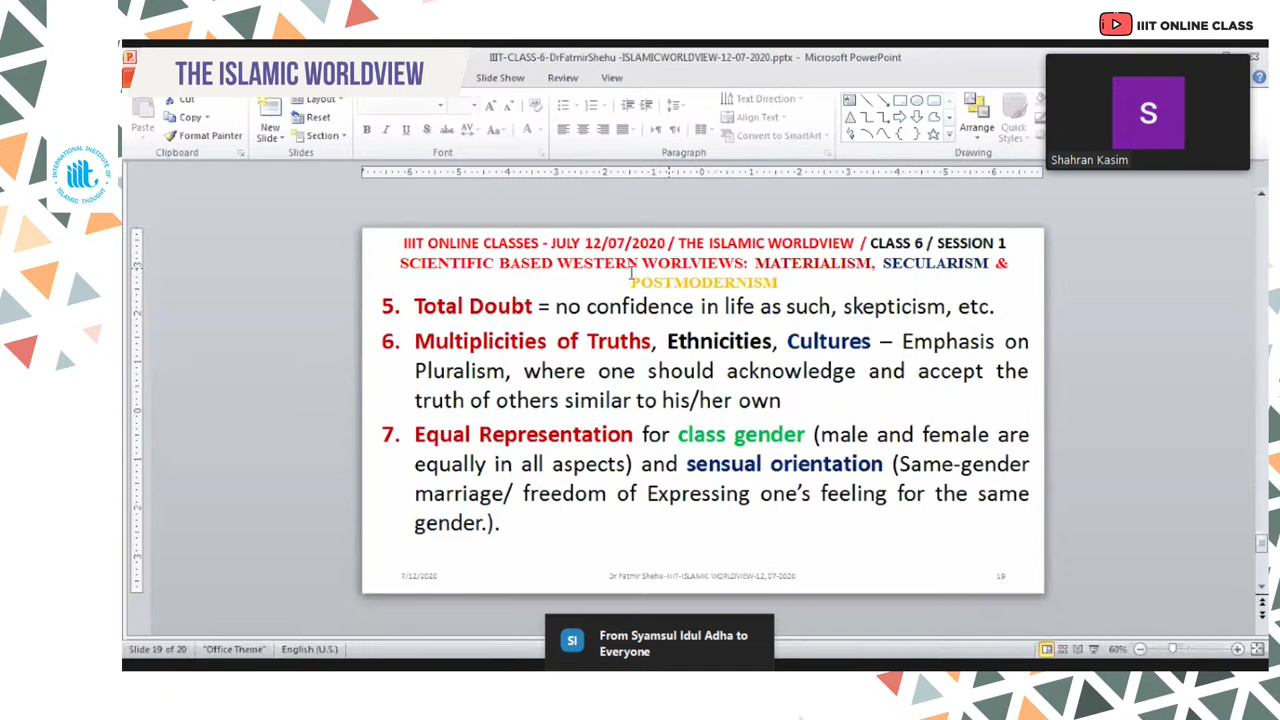 IIIT ONLINE CLASS
THE ISLAMIC WORLDVIEW
IIIT-CLASS-6-DrFatmirShehu -ISLAMICWORLDVIEW-12-07-2020.pptx - Microsoft PowerPoint
Slide Show Review View
Cut
Copy
Format Painter
Paste
Clipboard
New
Slide
Layout
Reset
Section
Slides
Font
Text Direction
Align Text
Convert to SmartArt
Paragraph
Arrange
Quick
Styles
Drawing
S
Shahran Kasim
INTERNATIONAL INSTITUTE OF ISLAMIC THOUGHT
iiit
IIIT ONLINE CLASSES - JULY 12/07/2020 / THE ISLAMIC WORLDVIEW / CLASS 6 / SESSION 1
SCIENTIFIC BASED WESTERN WORLVIEWS: MATERIALISM, SECULARISM &
POSTMODERNISM
5. Total Doubt = no confidence in life as such, skepticism, etc.
6. Multiplicities of Truths, Ethnicities, Cultures – Emphasis on
Pluralism, where one should acknowledge and accept the
truth of others similar to his/her own
7. Equal Representation for class gender (male and female are
equally in all aspects) and sensual orientation (Same-gender
marriage/ freedom of Expressing one's feeling for the same
gender.).
7/12/2020 Dr Fatmir Shehu-IIIT-ISLAMIC WORLDVIEW-12, 07-2020 19
SI
From Syamsul Idul Adha to
Everyone
Slide 19 of 20 "Office Theme" English (U.S.) 60%